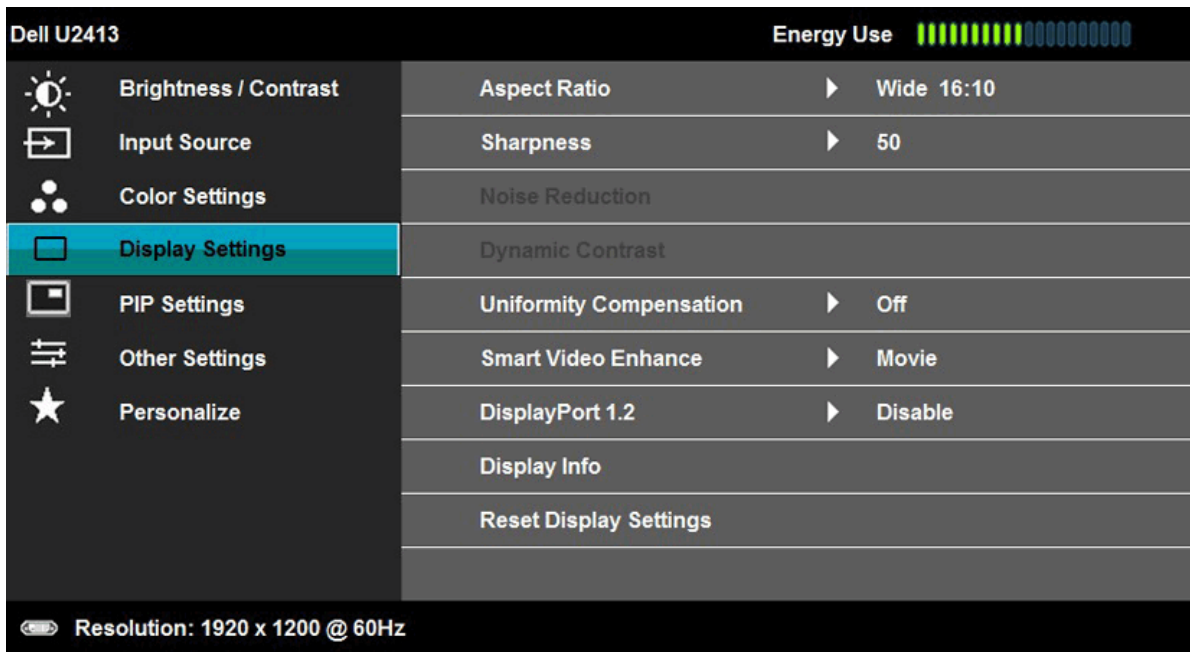 Dell U2413 Energy Use
Brightness / Contrast Aspect Ratio Wide 16:10
Input Source Sharpness 50
Color Settings Noise Reduction
Display Settings Dynamic Contrast
PIP Settings Uniformity Compensation Off
Other Settings Smart Video Enhance Movie
Personalize DisplayPort 1.2 Disable
Display Info
Reset Display Settings
Resolution: 1920 x 1200 @ 60Hz